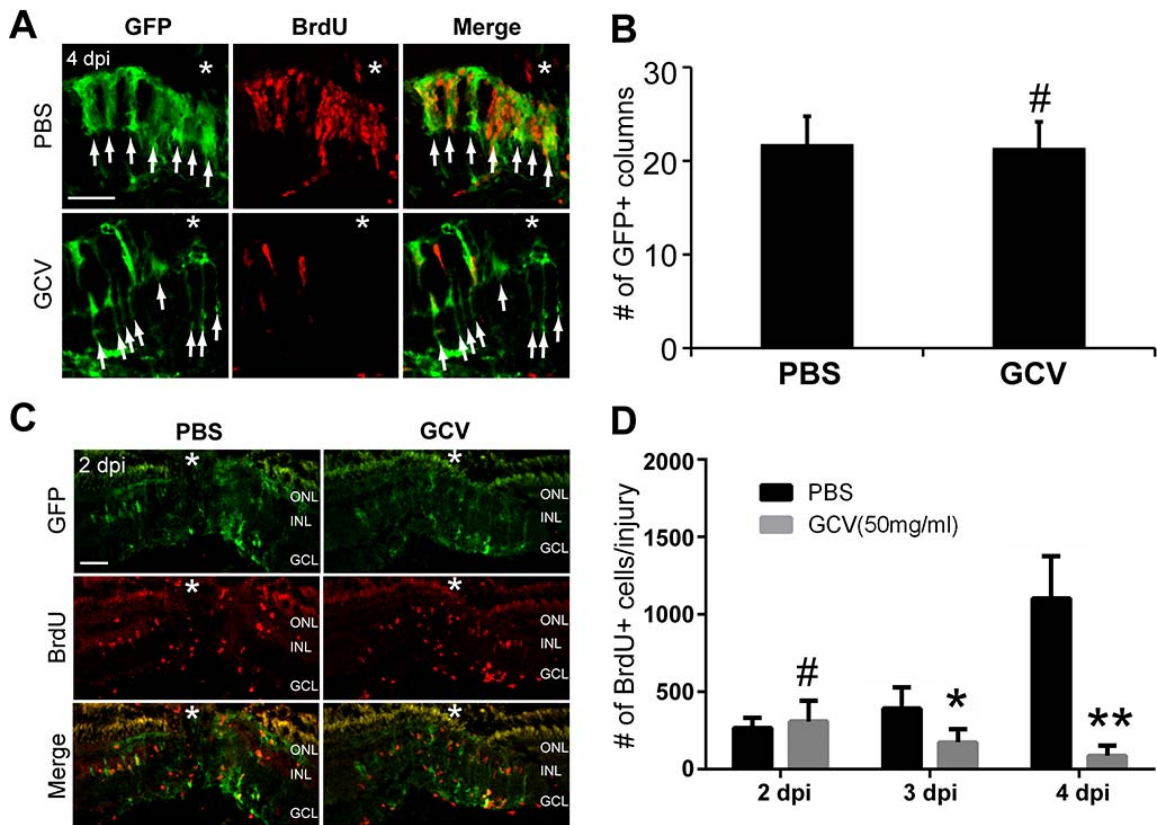 A
GFP BrdU Merge
4 dpi * * *
PBS
* * *
GCV
B
# of GFP+ columns
30
20
10
0
#
PBS GCV
C
PBS GCV
2 dpi * *
GFP
ONL ONL
INL INL
GCL GCL
* *
BrdU
ONL ONL
INL INL
GCL GCL
* *
Merge
ONL ONL
INL INL
GCL GCL
D
# of BrdU+ cells/injury
2000
1500
1000
500
0
PBS
GCV(50mg/ml)
# * **
2 dpi 3 dpi 4 dpi